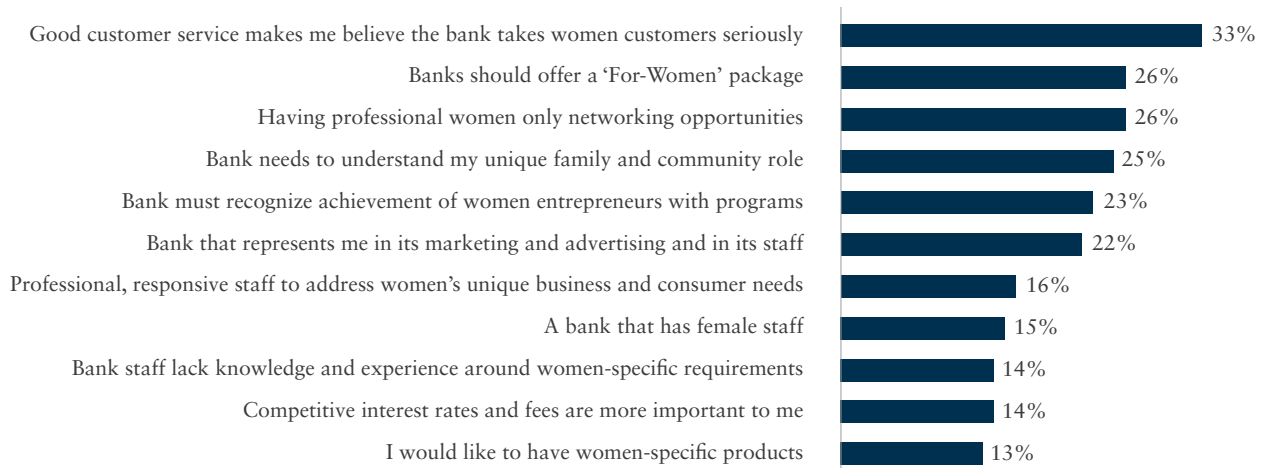 Good customer service makes me believe the bank takes women customers seriously 33%
Banks should offer a ‘For-Women’ package 26%
Having professional women only networking opportunities 26%
Bank needs to understand my unique family and community role 25%
Bank must recognize achievement of women entrepreneurs with programs 23%
Bank that represents me in its marketing and advertising and in its staff 22%
Professional, responsive staff to address women’s unique business and consumer needs 16%
A bank that has female staff 15%
Bank staff lack knowledge and experience around women-specific requirements 14%
Competitive interest rates and fees are more important to me 14%
I would like to have women-specific products 13%